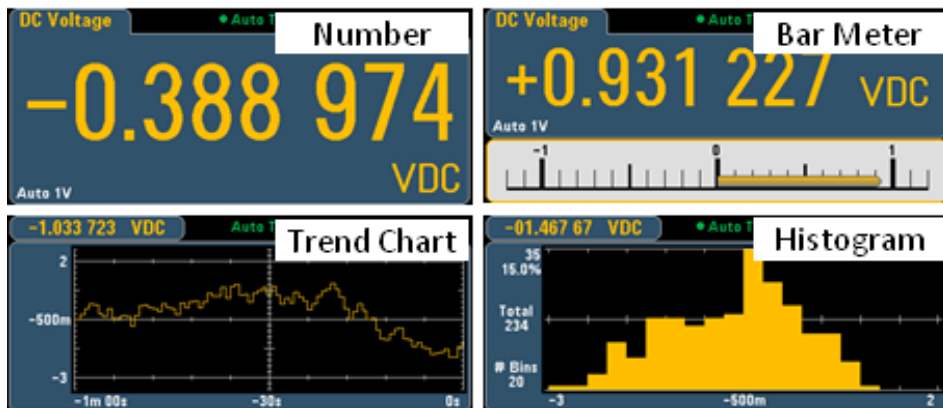 DC Voltage
Auto T
Number
−0.388 974
VDC
Auto 1V
DC Voltage
Auto T
Bar Meter
+0.931 227 VDC
Auto 1V
-1 0 1
-1.033 723 VDC
Auto T
Trend Chart
2
-500m
-3
-1m 00s -30s 0s
-01.467 67 VDC
Auto T
Histogram
35
15.0%
Total
234
# Bins
20
-3 -500m 2